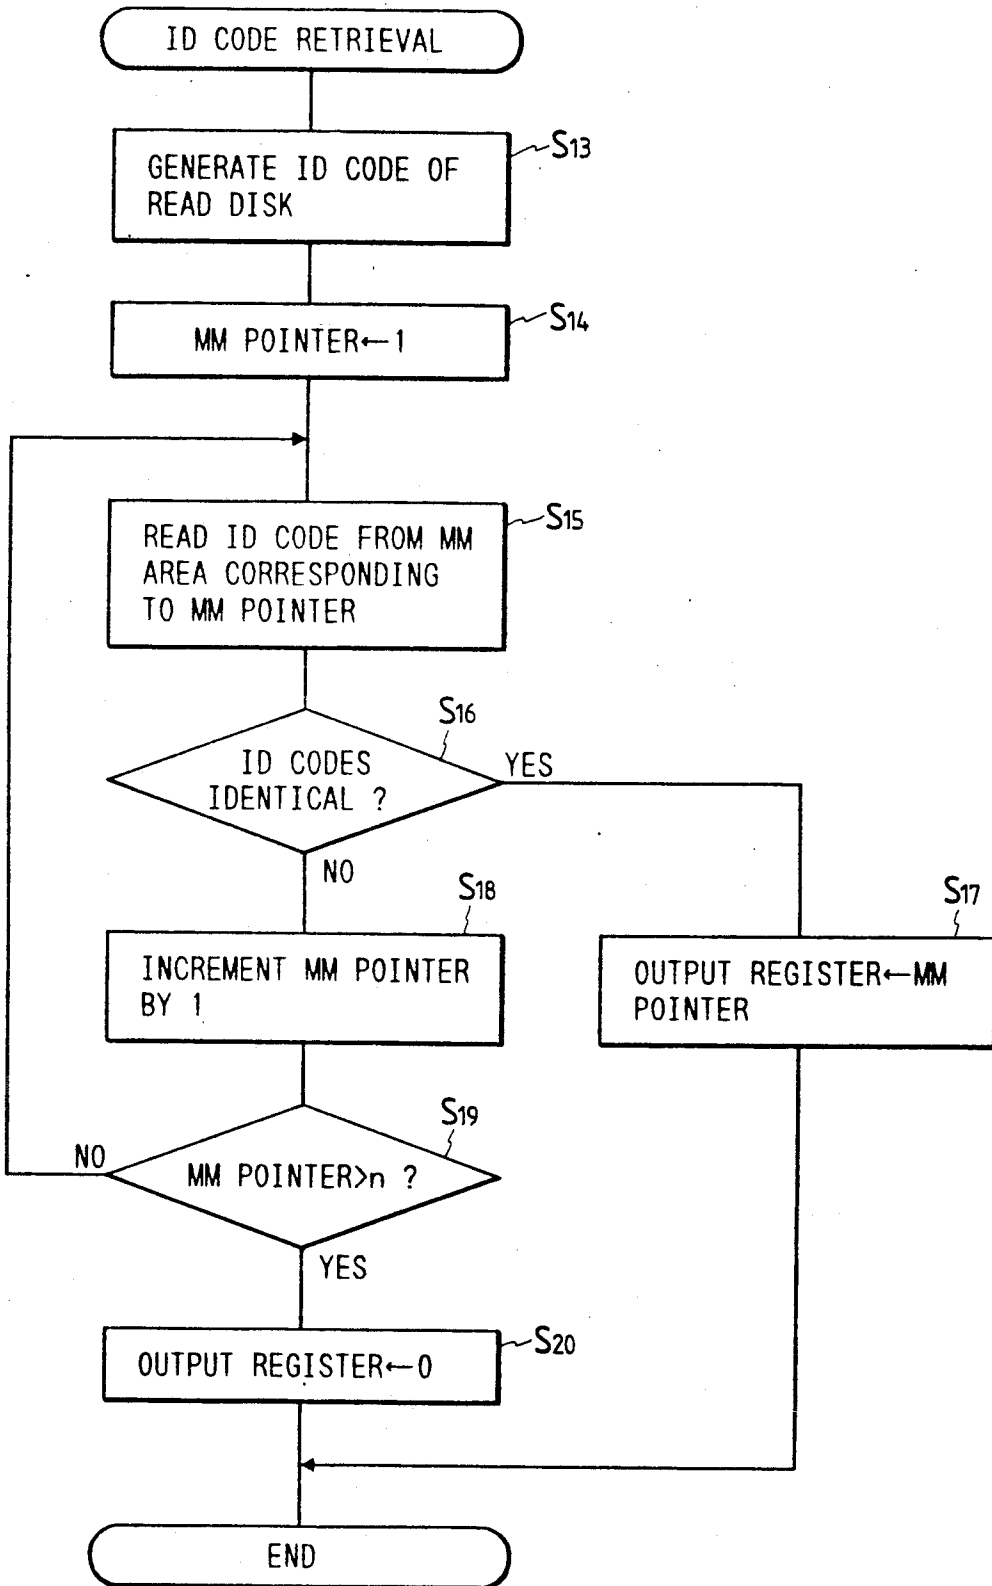 ID CODE RETRIEVAL
S13
GENERATE ID CODE OF
READ DISK
S14
MM POINTER←1
S15
READ ID CODE FROM MM
AREA CORRESPONDING
TO MM POINTER
S16
ID CODES
IDENTICAL ?
YES
NO
S18
INCREMENT MM POINTER
BY 1
S17
OUTPUT REGISTER←MM
POINTER
S19
MM POINTER>n ?
NO
YES
S20
OUTPUT REGISTER←0
END